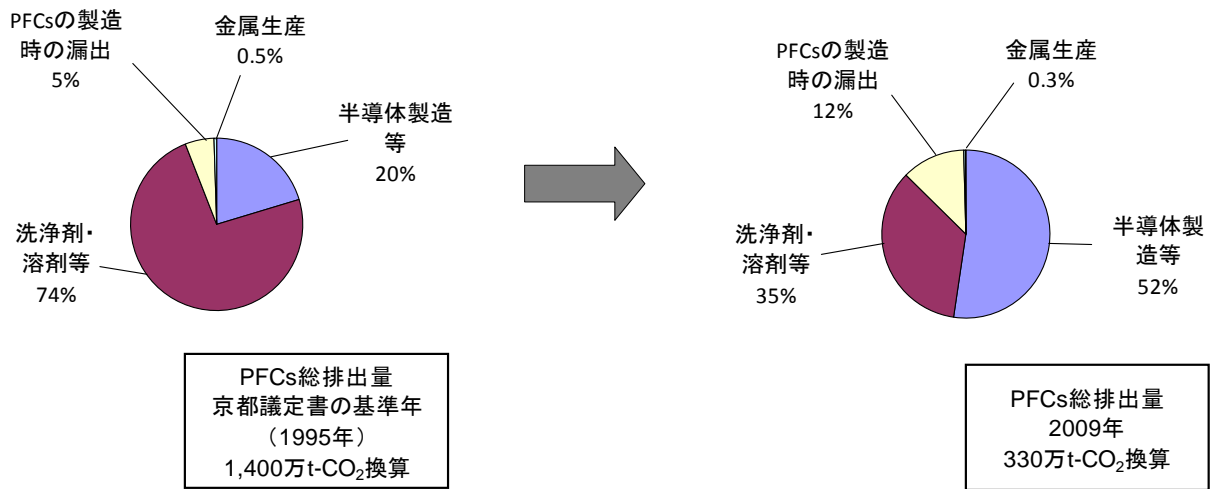 PFCsの製造
時の漏出
5%
金属生産
0.5%
半導体製造
等
20%
洗浄剤・
溶剤等
74%
PFCs総排出量
京都議定書の基準年
（1995年）
1,400万t-CO₂換算
PFCsの製造
時の漏出
12%
金属生産
0.3%
洗浄剤・
溶剤等
35%
半導体製
造等
52%
PFCs総排出量
2009年
330万t-CO₂換算